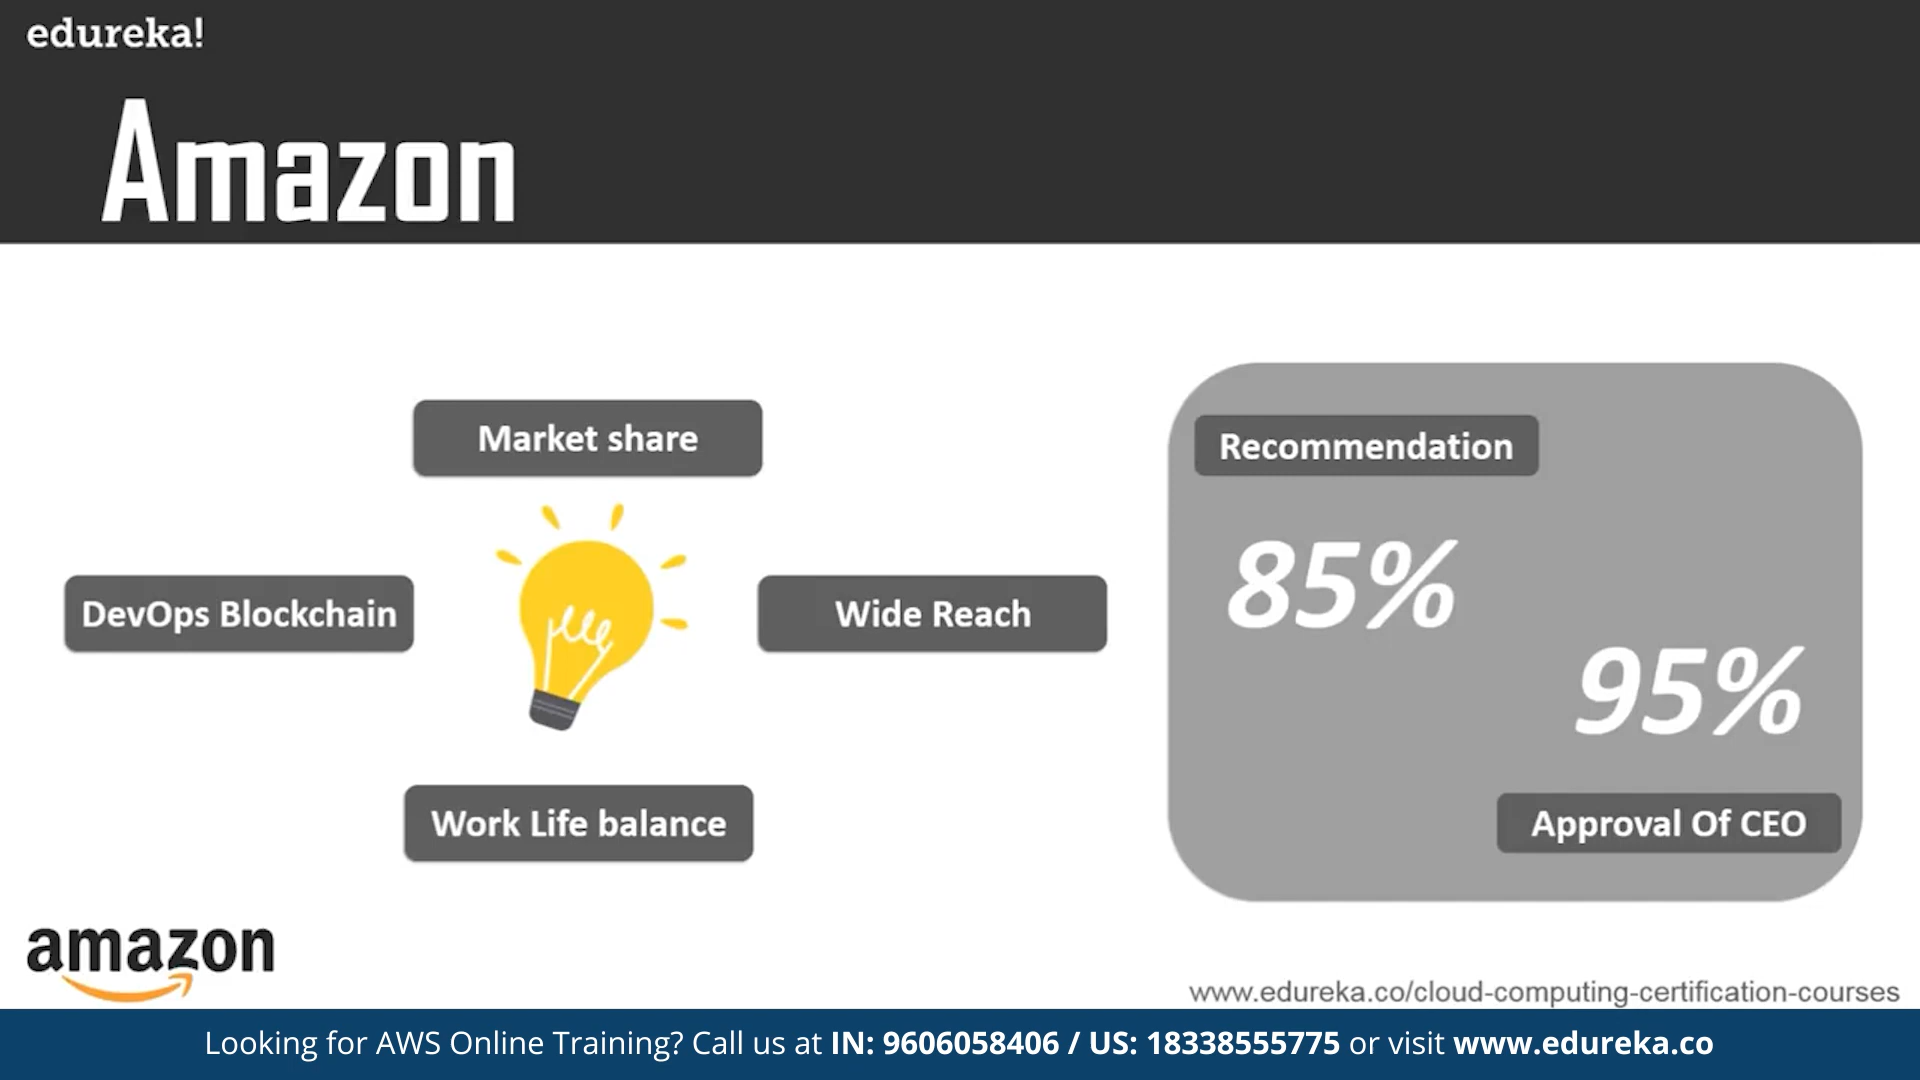 edureka!
Amazon
Market share
DevOps Blockchain
Wide Reach
Work Life balance
Recommendation
85%
95%
Approval Of CEO
amazon
www.edureka.co/cloud-computing-certification-courses
Looking for AWS Online Training? Call us at IN: 9606058406 / US: 18338555775 or visit www.edureka.co